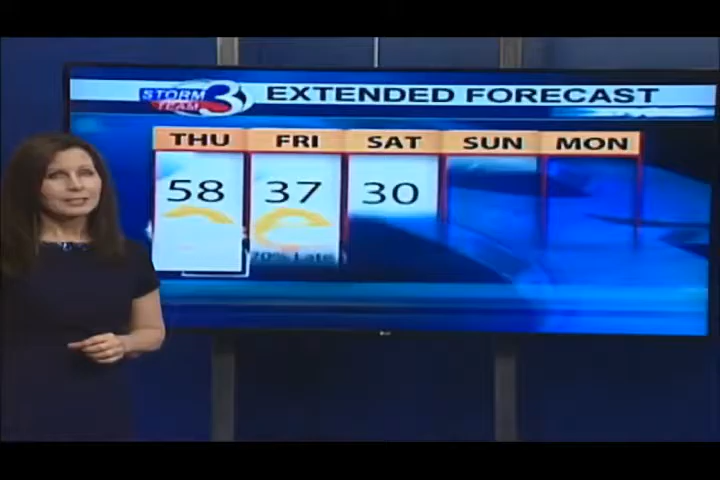 STORM TEAM 3
EXTENDED FORECAST
THU FRI SAT SUN MON
58 37 30
70% Late